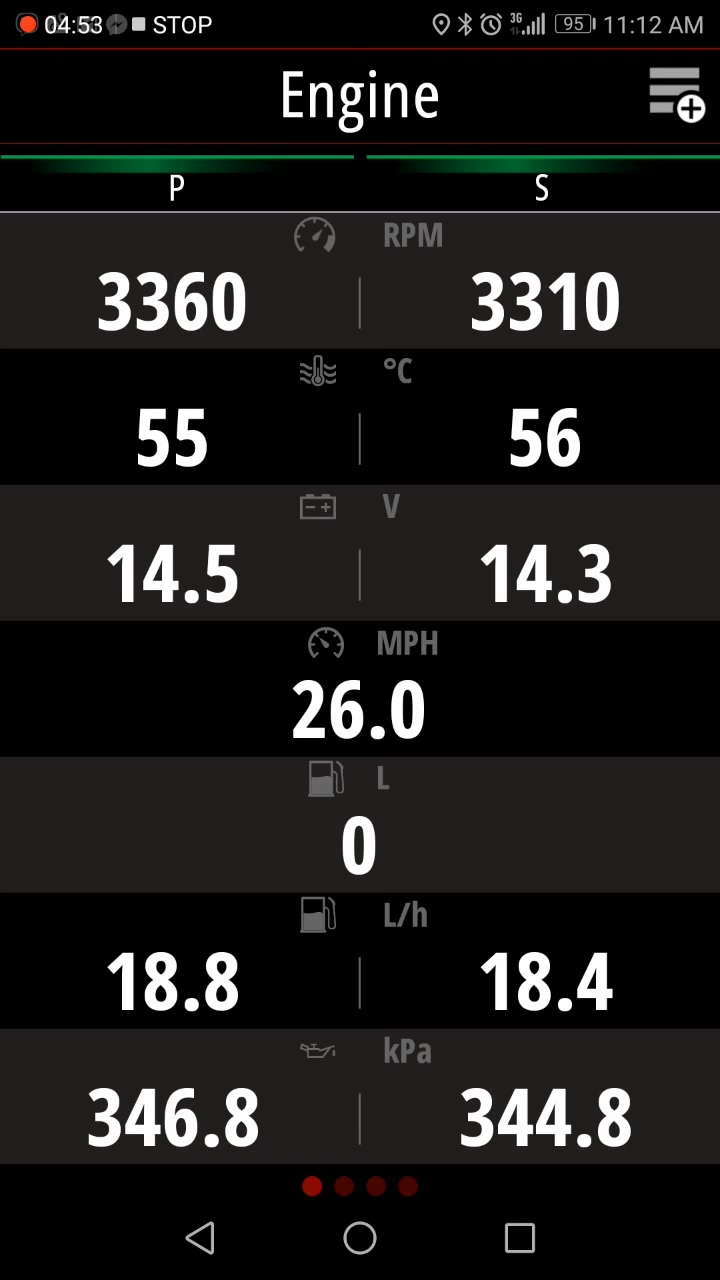 04:53 STOP 3G 95 11:12 AM
Engine
P S
RPM
3360 3310
°C
55 56
V
14.5 14.3
MPH
26.0
L
0
L/h
18.8 18.4
kPa
346.8 344.8